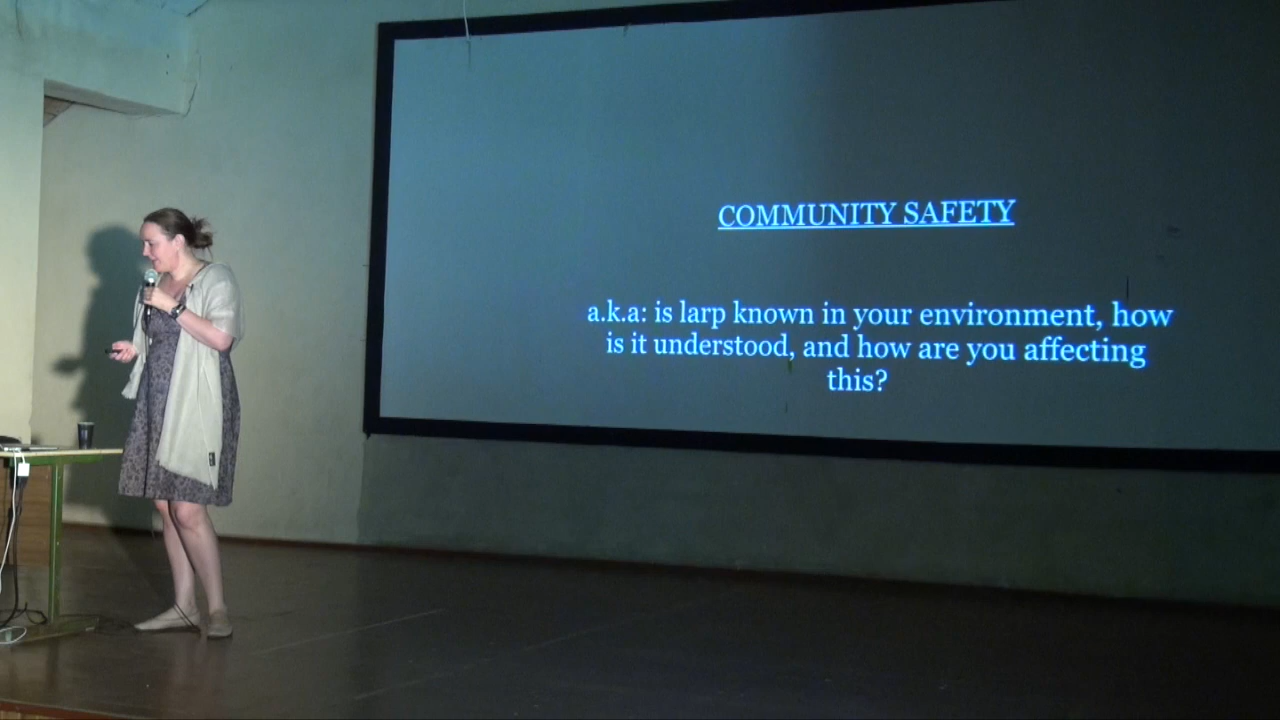 COMMUNITY SAFETY
a.k.a: is larp known in your environment, how
is it understood, and how are you affecting
this?